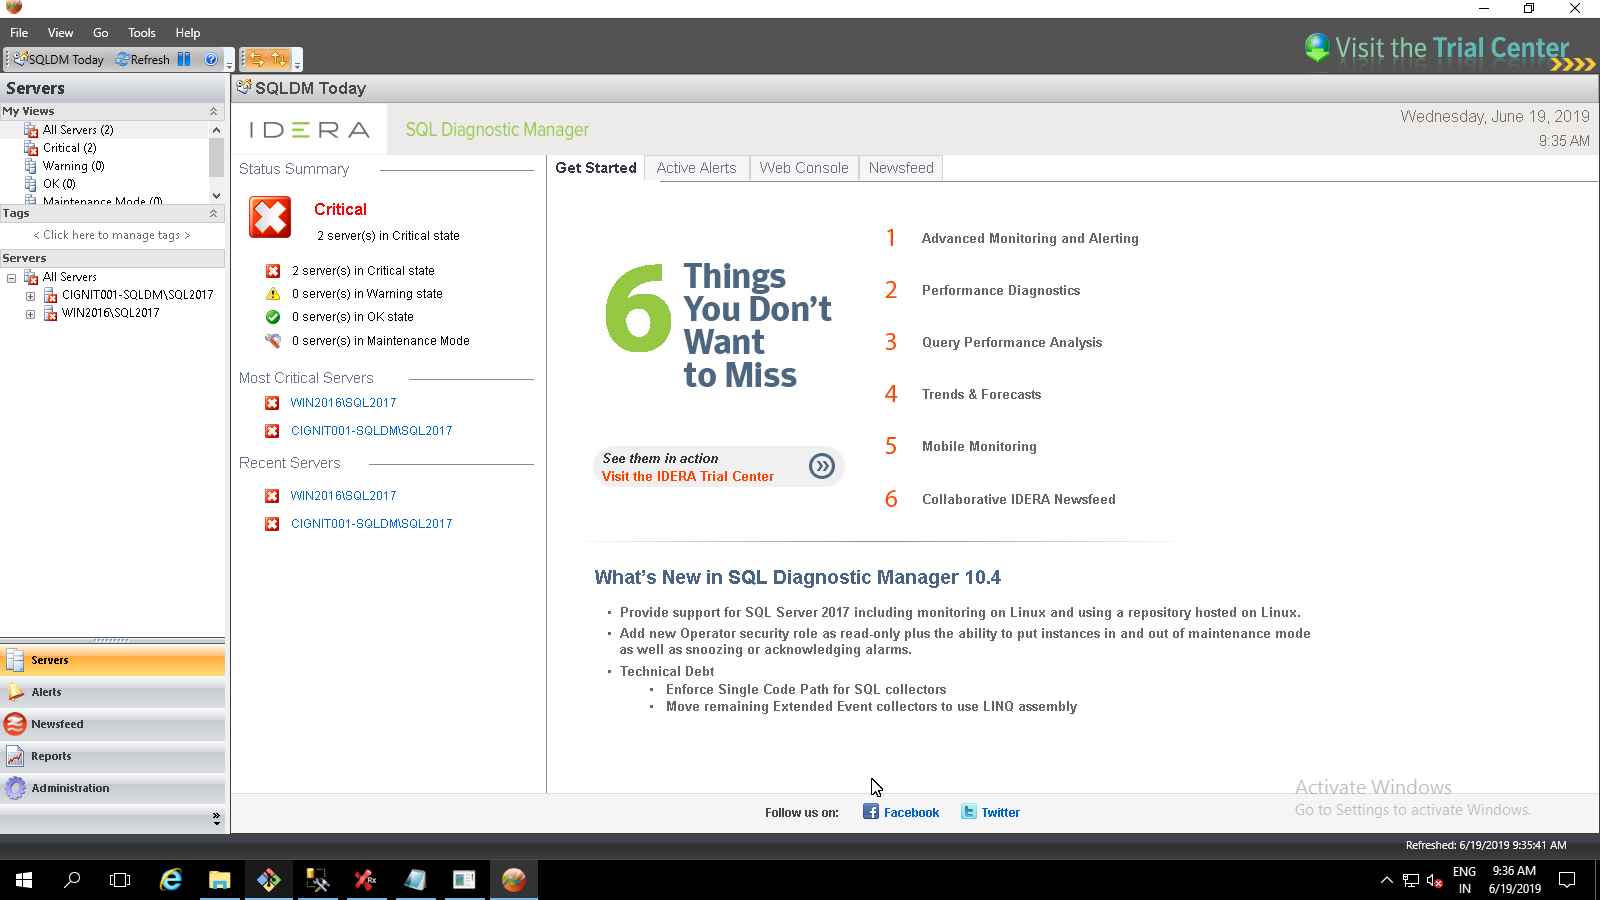 File View Go Tools Help
Visit the Trial Center
SQLDM Today Refresh
Servers
My Views
All Servers (2)
Critical (2)
Warning (0)
OK (0)
Maintenance Mode (0)
Tags
< Click here to manage tags >
Servers
All Servers
CIGNIT001-SQLDM\SQL2017
WIN2016\SQL2017
Servers
Alerts
Newsfeed
Reports
Administration
SQLDM Today
IDERA SQL Diagnostic Manager
Wednesday, June 19, 2019
9:35 AM
Status Summary
Critical
2 server(s) in Critical state
2 server(s) in Critical state
0 server(s) in Warning state
0 server(s) in OK state
0 server(s) in Maintenance Mode
Most Critical Servers
WIN2016\SQL2017
CIGNIT001-SQLDM\SQL2017
Recent Servers
WIN2016\SQL2017
CIGNIT001-SQLDM\SQL2017
Get Started Active Alerts Web Console Newsfeed
6 Things
You Don't
Want
to Miss
See them in action
Visit the IDERA Trial Center
1 Advanced Monitoring and Alerting
2 Performance Diagnostics
3 Query Performance Analysis
4 Trends & Forecasts
5 Mobile Monitoring
6 Collaborative IDERA Newsfeed
What's New in SQL Diagnostic Manager 10.4
• Provide support for SQL Server 2017 including monitoring on Linux and using a repository hosted on Linux.
• Add new Operator security role as read-only plus the ability to put instances in and out of maintenance mode
as well as snoozing or acknowledging alarms.
• Technical Debt
• Enforce Single Code Path for SQL collectors
• Move remaining Extended Event collectors to use LINQ assembly
Activate Windows
Go to Settings to activate Windows.
Follow us on: Facebook Twitter
Refreshed: 6/19/2019 9:35:41 AM
ENG
IN
9:36 AM
6/19/2019